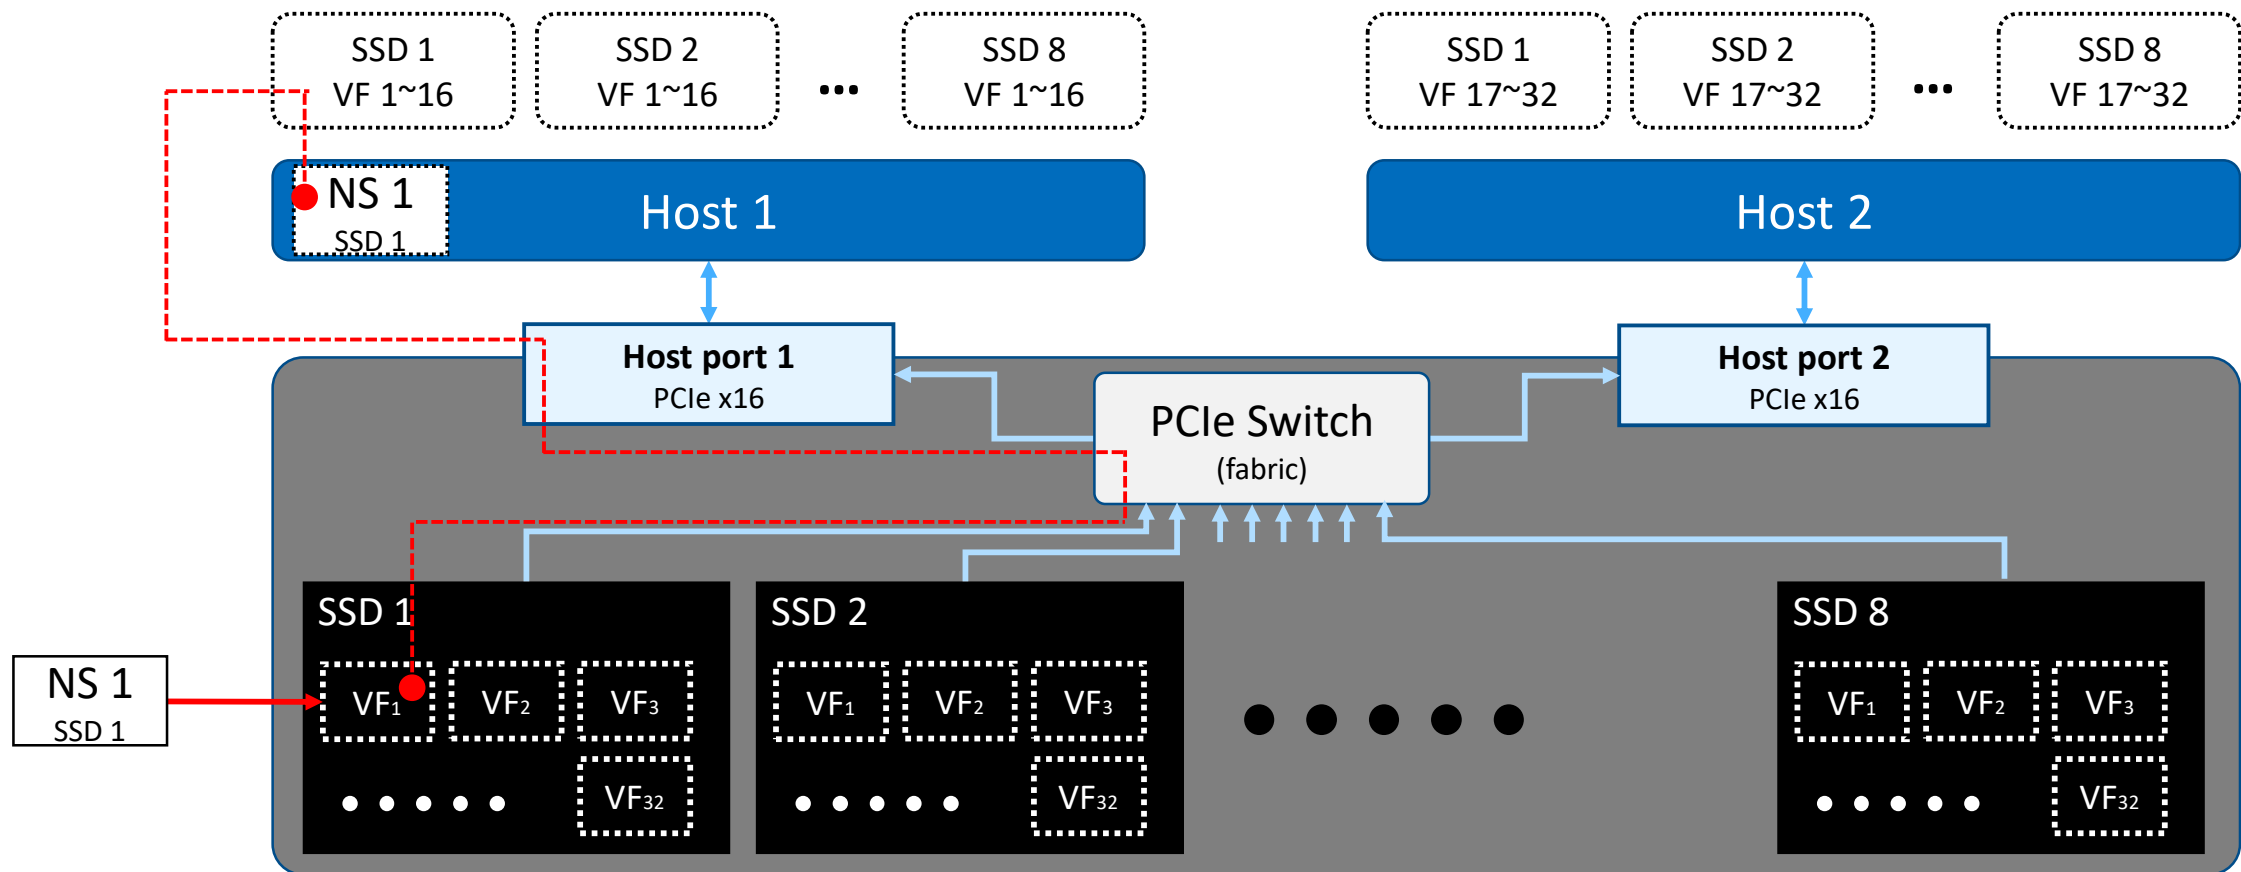 SSD 1
VF 1~16
SSD 2
VF 1~16
...
SSD 8
VF 1~16
SSD 1
VF 17~32
SSD 2
VF 17~32
...
SSD 8
VF 17~32
NS 1
SSD 1
Host 1
Host 2
Host port 1
PCIe x16
PCIe Switch
(fabric)
Host port 2
PCIe x16
NS 1
SSD 1
SSD 1
VF1
VF2
VF3
VF32
SSD 2
VF1
VF2
VF3
VF32
SSD 8
VF1
VF2
VF3
VF32